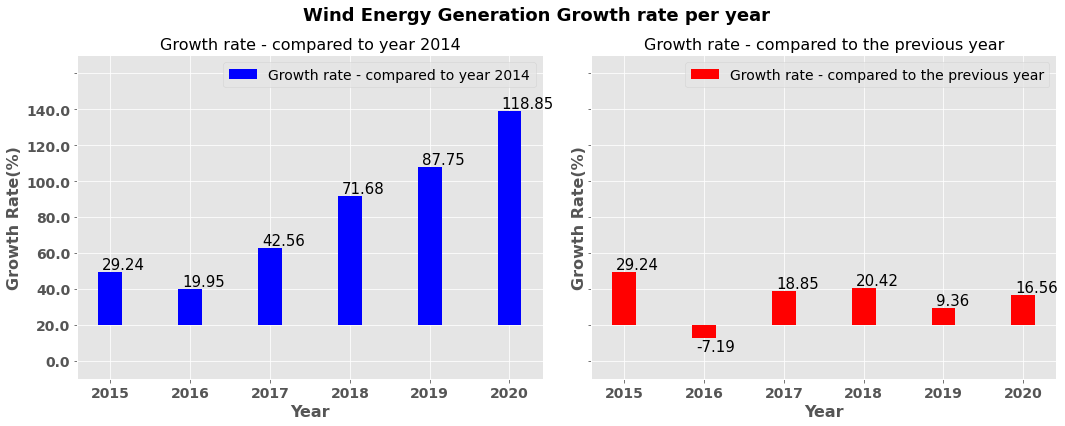 Wind Energy Generation Growth rate per year
Growth rate - compared to year 2014
Growth rate - compared to year 2014
Growth Rate(%)
140.0
120.0
100.0
80.0
60.0
40.0
20.0
0.0
29.24
19.95
42.56
71.68
87.75
118.85
2015 2016 2017 2018 2019 2020
Year
Growth rate - compared to the previous year
Growth rate - compared to the previous year
Growth Rate(%)
29.24
-7.19
18.85
20.42
9.36
16.56
2015 2016 2017 2018 2019 2020
Year